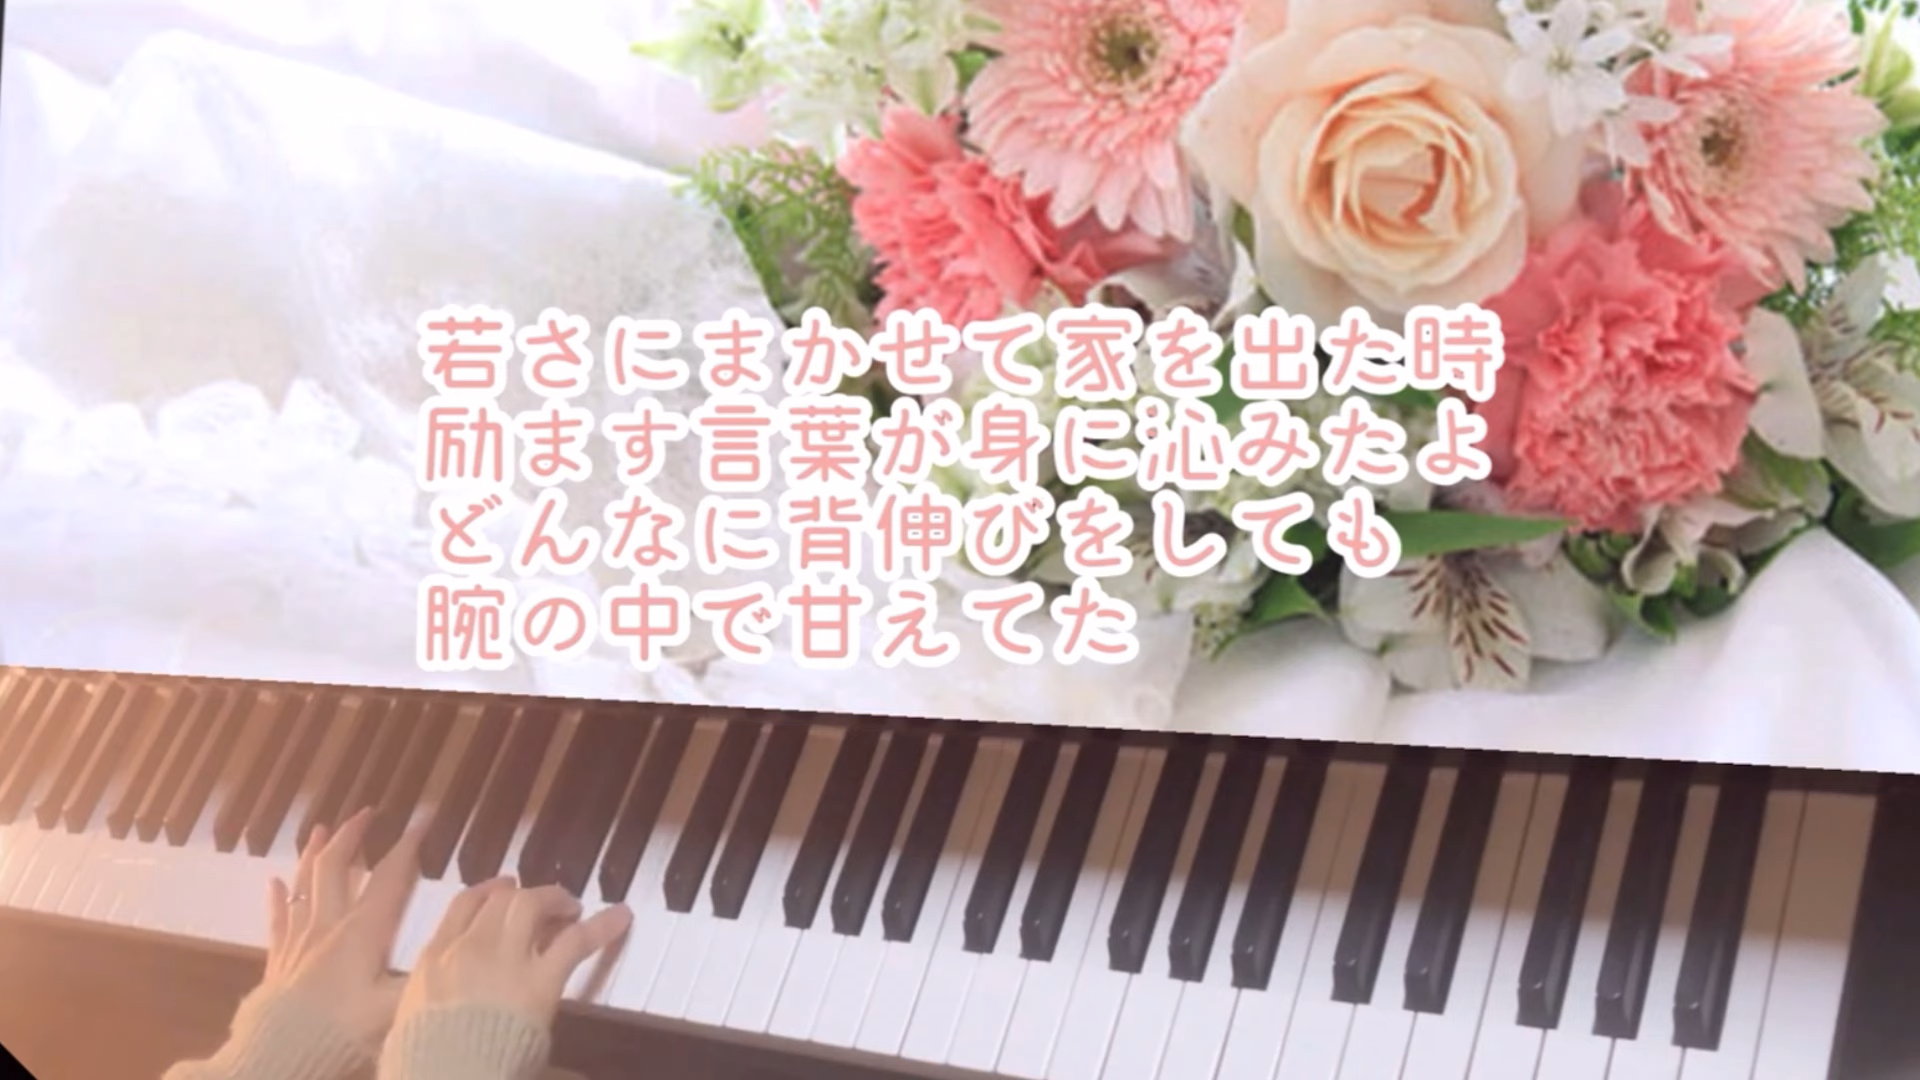 若さにまかせて家を出た時
励ます言葉が身に沁みたよ
どんなに背伸びをしても
腕の中で甘えてた